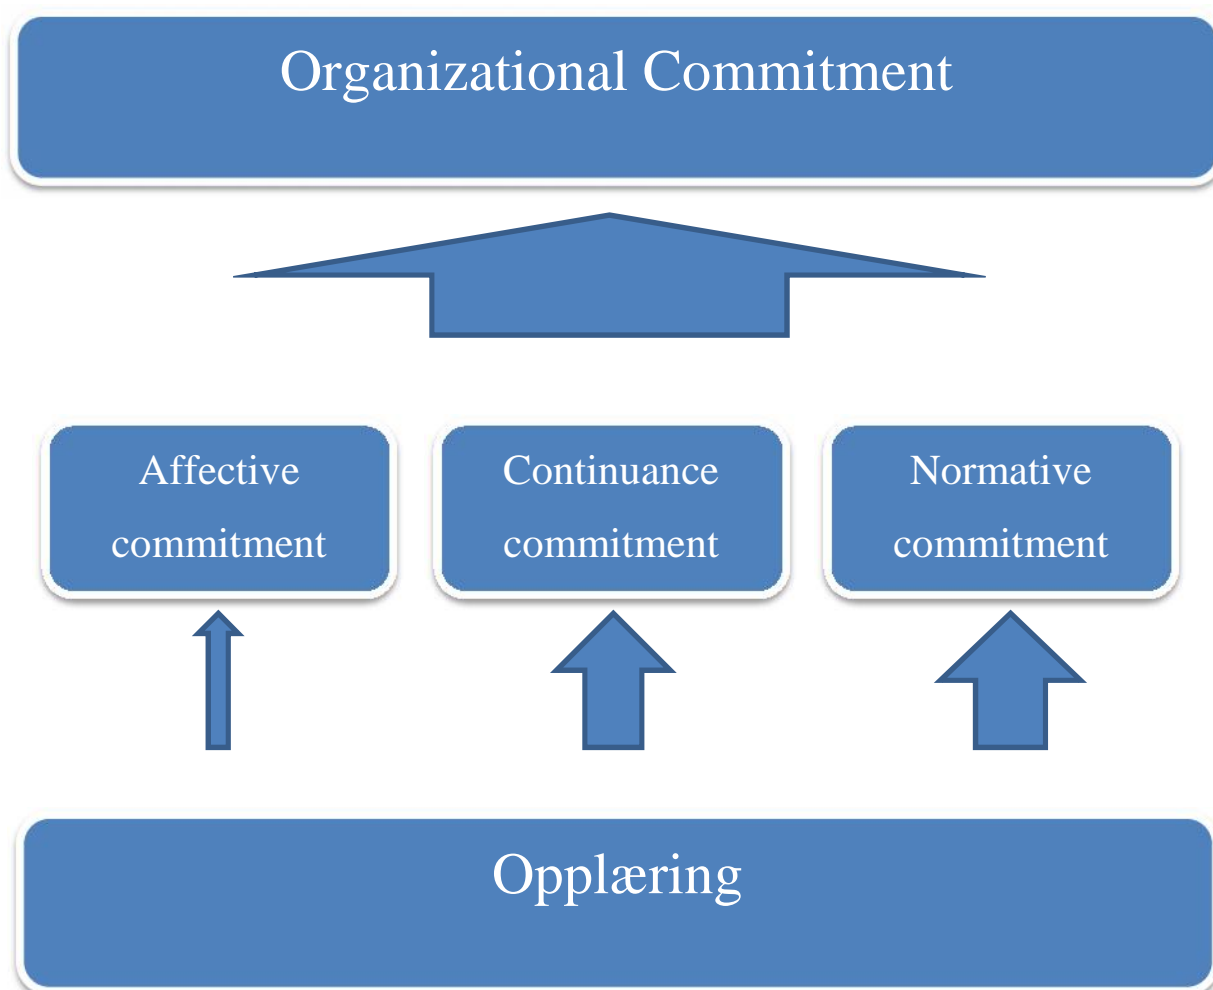 Organizational Commitment
Affective
commitment
Continuance
commitment
Normative
commitment
Opplæring